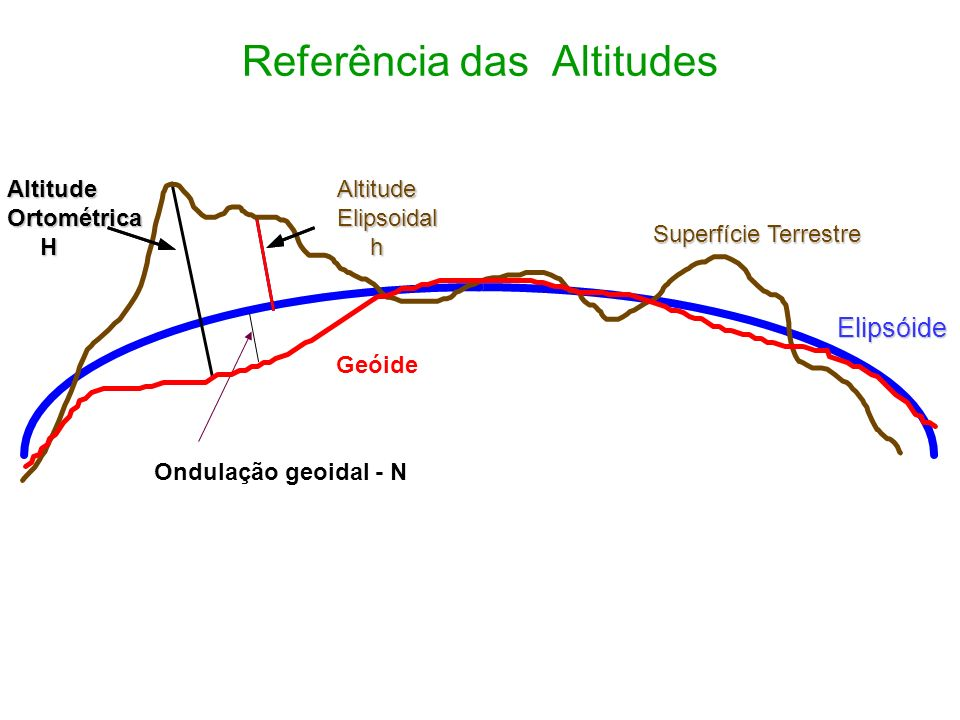 Referência das Altitudes
Altitude
Ortométrica
H
Altitude
Elipsoidal
h
Superfície Terrestre
Elipsóide
Geóide
Ondulação geoidal - N